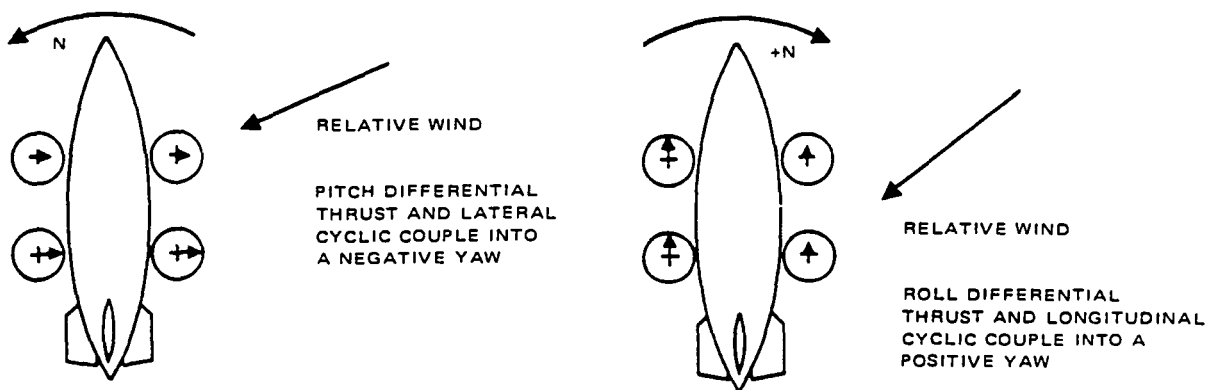 N
RELATIVE WIND
PITCH DIFFERENTIAL
THRUST AND LATERAL
CYCLIC COUPLE INTO
A NEGATIVE YAW
+N
RELATIVE WIND
ROLL DIFFERENTIAL
THRUST AND LONGITUDINAL
CYCLIC COUPLE INTO A
POSITIVE YAW